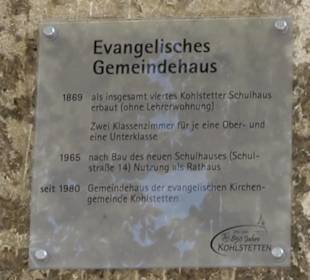 Evangelisches
Gemeindehaus
1869 als insgesamt viertes Kohlstetter Schulhaus
erbaut (ohne Lehrerwohnung)
Zwei Klassenzimmer für je eine Ober- und
eine Unterklasse
1965 nach Bau des neuen Schulhauses (Schul-
straße 14) Nutzung als Rathaus
seit 1980 Gemeindehaus der evangelischen Kirchen-
gemeinde Kohlstetten
Jahre
KOHLSTETTEN